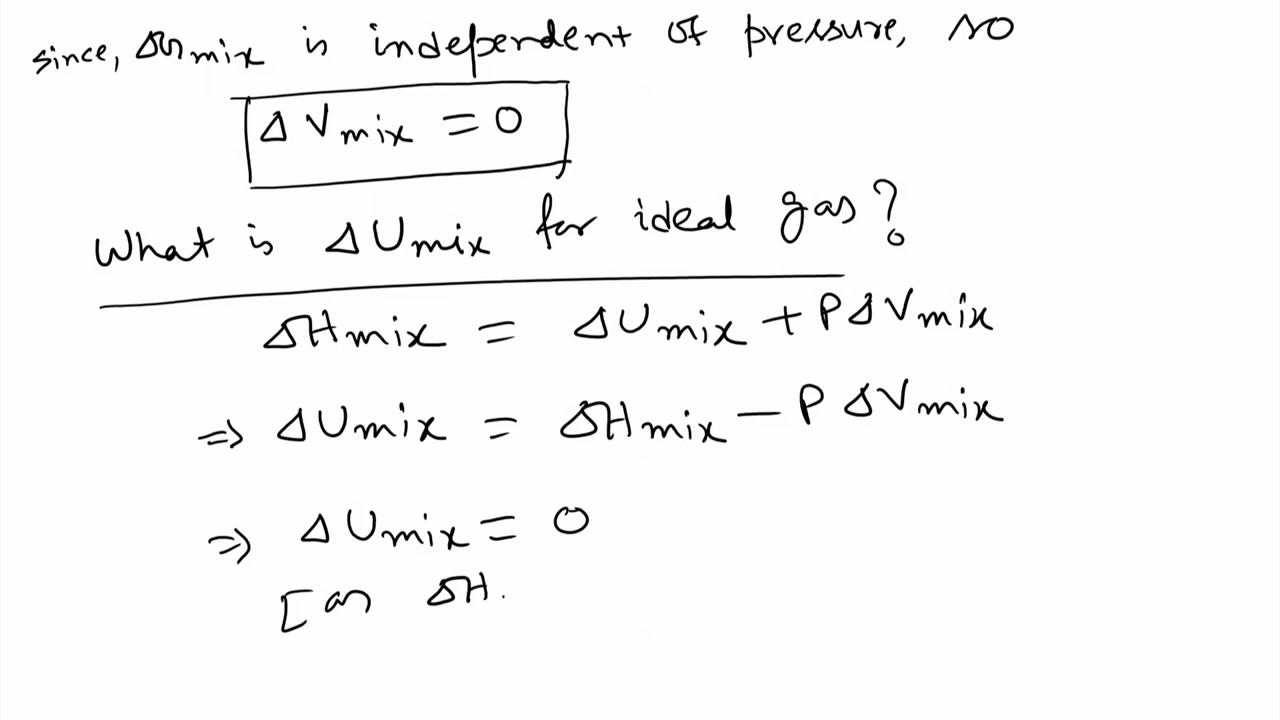 since, ΔGmix is independent of pressure, so
ΔVmix = 0
What is ΔUmix for ideal gas?
ΔHmix = ΔUmix + PΔVmix
⇒ ΔUmix = ΔHmix – PΔVmix
⇒ ΔUmix = 0
[as ΔH.